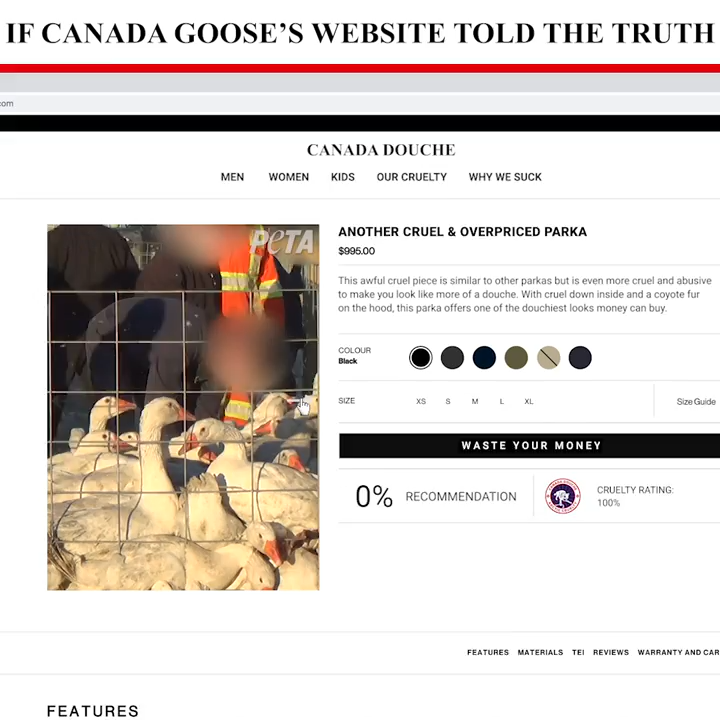 IF CANADA GOOSE'S WEBSITE TOLD THE TRUTH
com
CANADA DOUCHE
MEN WOMEN KIDS OUR CRUELTY WHY WE SUCK
PETA
ANOTHER CRUEL & OVERPRICED PARKA
$995.00
This awful cruel piece is similar to other parkas but is even more cruel and abusive
to make you look like more of a douche. With cruel down inside and a coyote fur
on the hood, this parka offers one of the douchiest looks money can buy.
COLOUR
Black
SIZE XS S M L XL Size Guide
WASTE YOUR MONEY
0% RECOMMENDATION
CRUELTY RATING:
100%
FEATURES MATERIALS TEI REVIEWS WARRANTY AND CAR
FEATURES